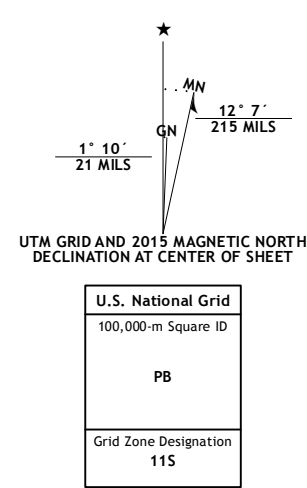 ★
MN
GN
12° 7´
215 MILS
1° 10´
21 MILS
UTM GRID AND 2015 MAGNETIC NORTH
DECLINATION AT CENTER OF SHEET
U.S. National Grid
100,000-m Square ID
PB
Grid Zone Designation
11S